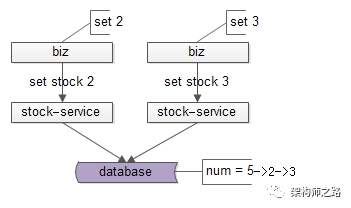 set 2
set 3
biz
biz
set stock 2
set stock 3
stock-service
stock-service
database
num = 5->2->3
架构师之路